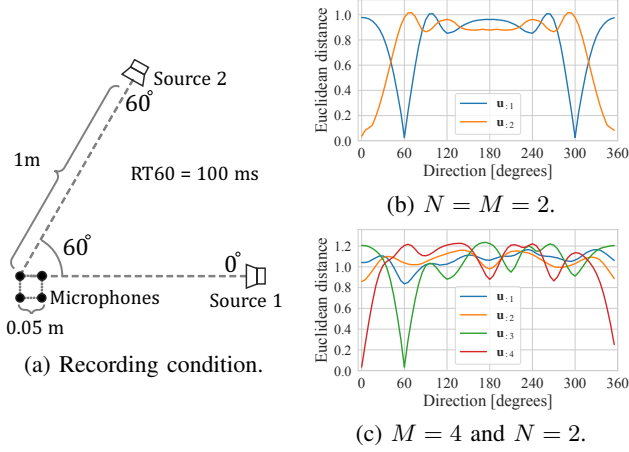 Source 2
60°
1m
RT60 = 100 ms
60°
0°
Source 1
Microphones
0.05 m
(a) Recording condition.
Euclidean distance
1.0
0.8
0.6
0.4
0.2
0.0
u:1
u:2
0 60 120 180 240 300 360
Direction [degrees]
(b) N = M = 2.
Euclidean distance
1.2
1.0
0.8
0.6
0.4
0.2
0.0
u:1
u:2
u:3
u:4
0 60 120 180 240 300 360
Direction [degrees]
(c) M = 4 and N = 2.